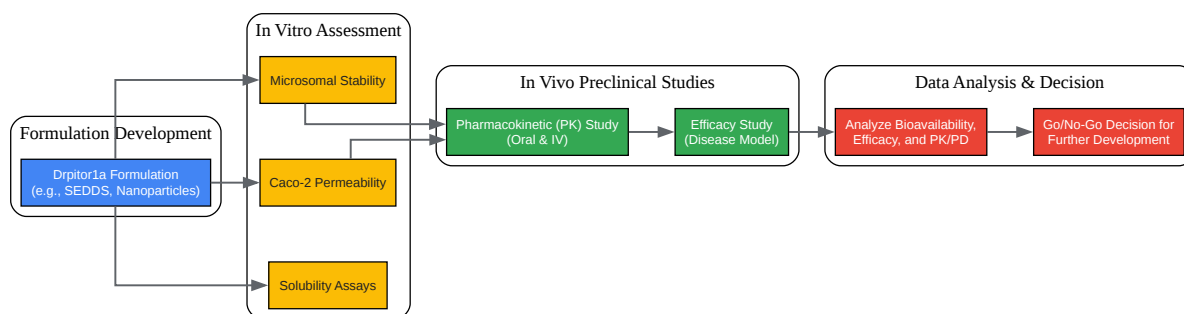 Formulation Development
Drpitor1a Formulation
(e.g., SEDDS, Nanoparticles)
In Vitro Assessment
Microsomal Stability
Caco-2 Permeability
Solubility Assays
In Vivo Preclinical Studies
Pharmacokinetic (PK) Study
(Oral & IV)
Efficacy Study
(Disease Model)
Data Analysis & Decision
Analyze Bioavailability,
Efficacy, and PK/PD
Go/No-Go Decision for
Further Development